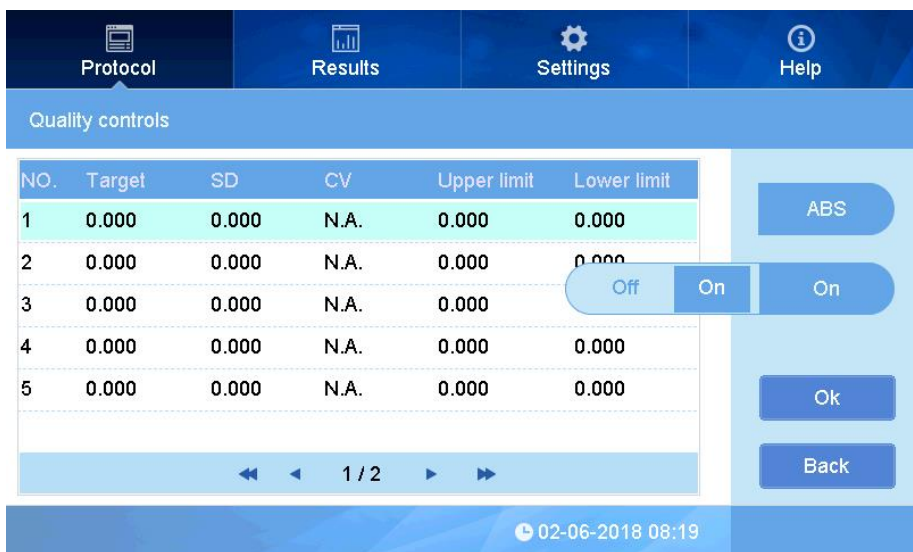 Protocol Results Settings Help
Quality controls
NO. Target SD CV Upper limit Lower limit
1 0.000 0.000 N.A. 0.000 0.000
ABS
2 0.000 0.000 N.A. 0.000 0.000
Off On On
3 0.000 0.000 N.A. 0.000
4 0.000 0.000 N.A. 0.000 0.000
5 0.000 0.000 N.A. 0.000 0.000
Ok
1 / 2
Back
02-06-2018 08:19